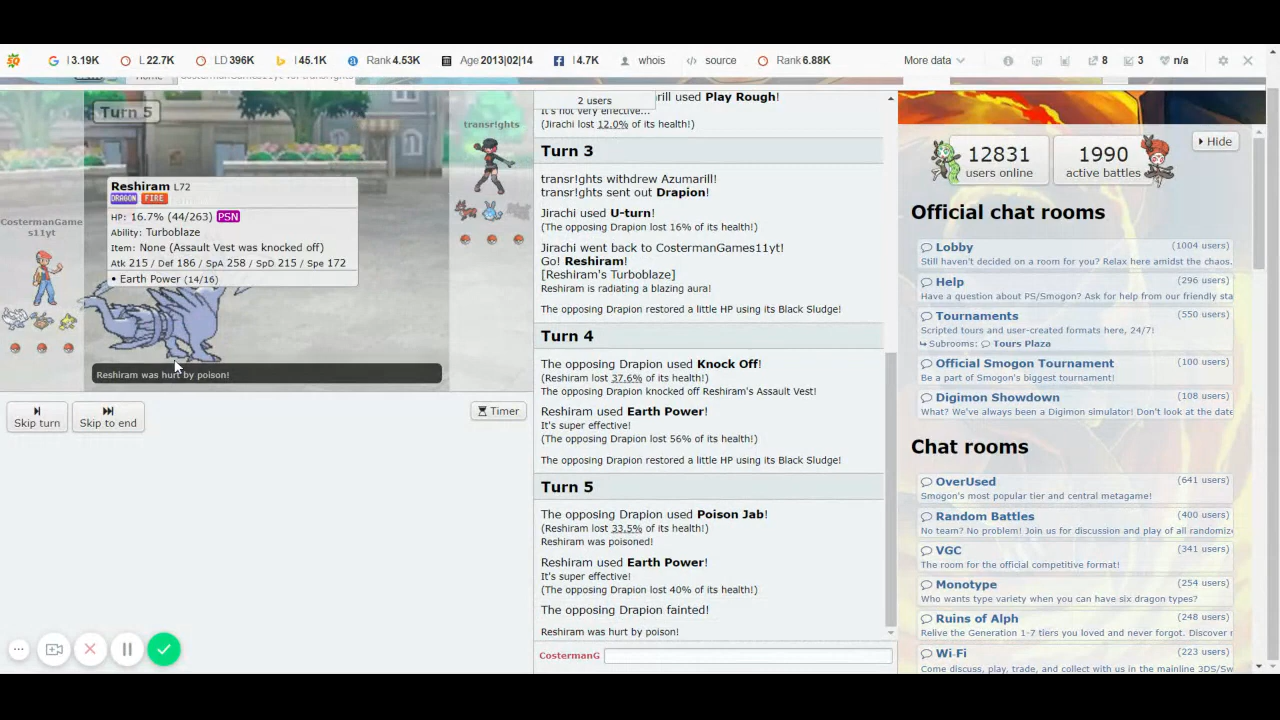 I 3.19K
L 22.7K
LD 396K
I 45.1K
Rank 4.53K
Age 2013|02|14
I 4.7K
whois
source
Rank 6.88K
More data
8
3
n/a
Turn 5
transr!ghts
CostermanGame
s11yt
Reshiram L72
DRAGON FIRE
HP: 16.7% (44/263) PSN
Ability: Turboblaze
Item: None (Assault Vest was knocked off)
Atk 215 / Def 186 / SpA 258 / SpD 215 / Spe 172
• Earth Power (14/16)
Reshiram was hurt by poison!
Skip turn
Skip to end
Timer
2 users
rill used Play Rough!
It's not very effective...
(Jirachi lost 12.0% of its health!)
Turn 3
transr!ghts withdrew Azumarill!
transr!ghts sent out Drapion!
Jirachi used U-turn!
(The opposing Drapion lost 16% of its health!)
Jirachi went back to CostermanGames11yt!
Go! Reshiram!
[Reshiram's Turboblaze]
Reshiram is radiating a blazing aura!
The opposing Drapion restored a little HP using its Black Sludge!
Turn 4
The opposing Drapion used Knock Off!
(Reshiram lost 37.6% of its health!)
The opposing Drapion knocked off Reshiram's Assault Vest!
Reshiram used Earth Power!
It's super effective!
(The opposing Drapion lost 56% of its health!)
The opposing Drapion restored a little HP using its Black Sludge!
Turn 5
The opposing Drapion used Poison Jab!
(Reshiram lost 33.5% of its health!)
Reshiram was poisoned!
Reshiram used Earth Power!
It's super effective!
(The opposing Drapion lost 40% of its health!)
The opposing Drapion fainted!
Reshiram was hurt by poison!
CostermanG
12831
users online
1990
active battles
Hide
Official chat rooms
Lobby (1004 users)
Still haven't decided on a room for you? Relax here amidst the chaos.
Help (296 users)
Have a question about PS/Smogon? Ask for help from our friendly sta
Tournaments (550 users)
Scripted tours and user-created formats here, 24/7!
Subrooms: Tours Plaza
Official Smogon Tournament (100 users)
Be a part of Smogon's biggest tournament!
Digimon Showdown (108 users)
What? We've always been a Digimon simulator! Don't look at the date
Chat rooms
OverUsed (641 users)
Smogon's most popular tier and central metagame!
Random Battles (400 users)
No team? No problem! Join us for discussion and play of all randomize
VGC (341 users)
The room for the official competitive format!
Monotype (254 users)
Who wants type variety when you can have six dragon types?
Ruins of Alph (248 users)
Relive the Generation 1-7 tiers you loved and never forgot. Discover r
Wi-Fi (223 users)
Come discuss, play, trade, and collect with us in the mainline 3DS/Sw